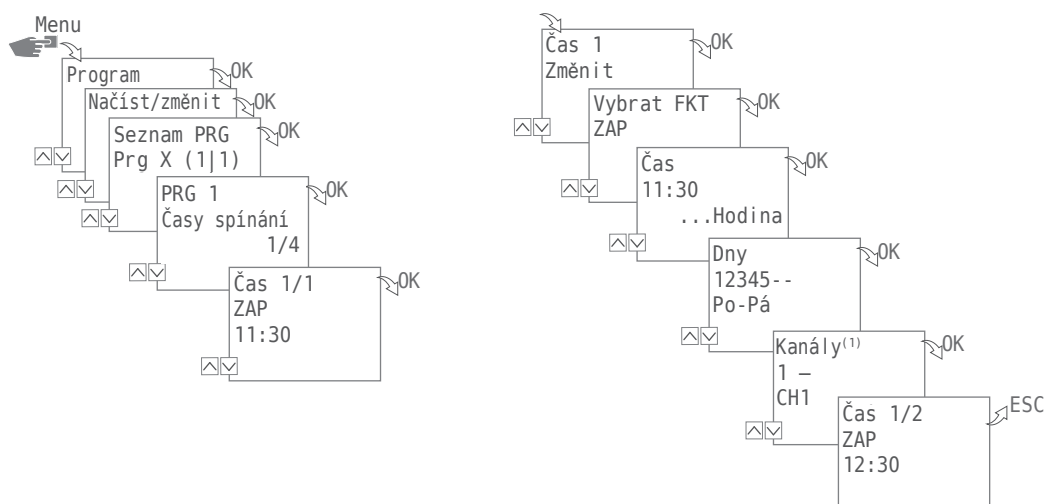 Menu
Program
OK
Načíst/změnit
OK
Seznam PRG
Prg X (1|1)
OK
PRG 1
Časy spínání
1/4
OK
Čas 1/1
ZAP
11:30
OK
Čas 1
Změnit
OK
Vybrat FKT
ZAP
OK
Čas
11:30
...Hodina
OK
Dny
12345--
Po-Pá
OK
Kanály(1)
1 –
CH1
OK
Čas 1/2
ZAP
12:30
ESC